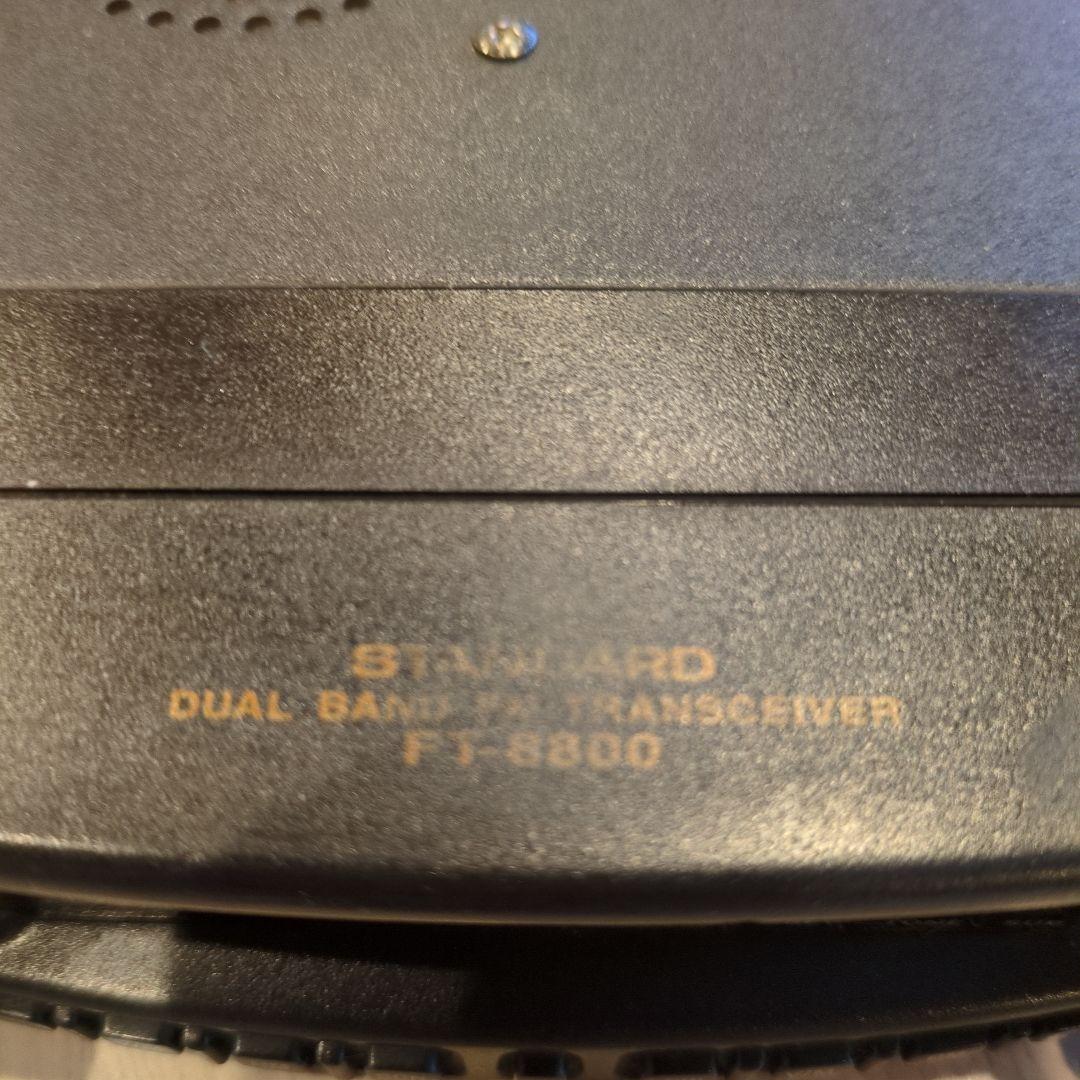 STANDARD
DUAL BAND FM TRANSCEIVER
FT-8800